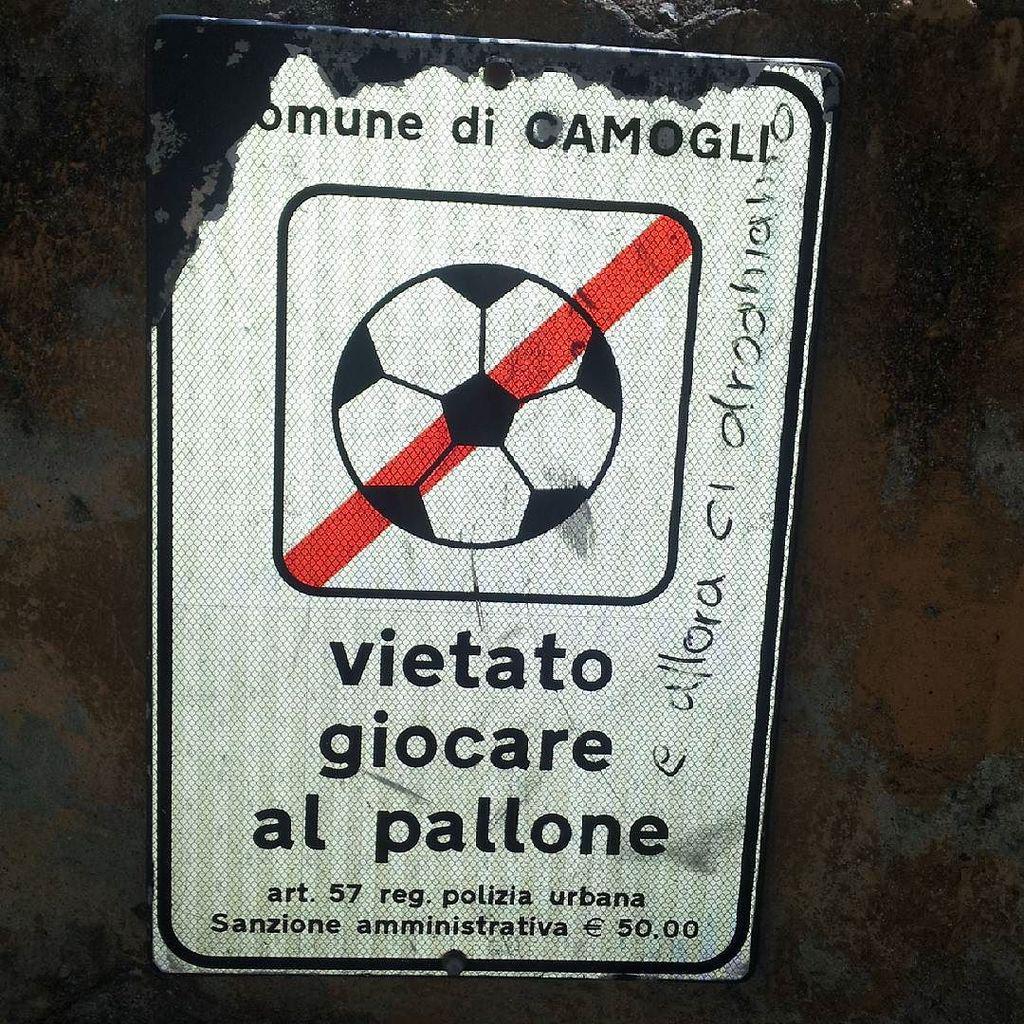 omune di CAMOGLI
vietato
giocare
al pallone
art. 57 reg. polizia urbana
Sanzione amministrativa € 50.00
e allora ci droghiamo